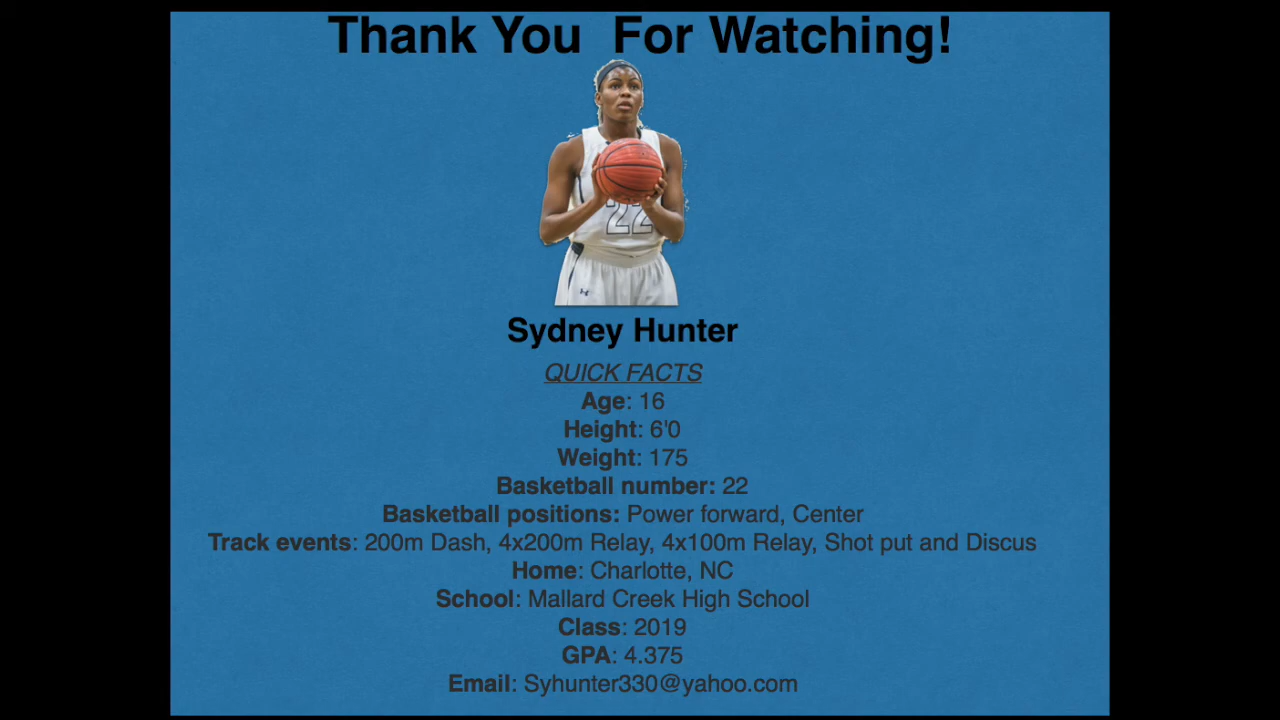 Thank You For Watching!
22
Sydney Hunter
QUICK FACTS
Age: 16
Height: 6'0
Weight: 175
Basketball number: 22
Basketball positions: Power forward, Center
Track events: 200m Dash, 4x200m Relay, 4x100m Relay, Shot put and Discus
Home: Charlotte, NC
School: Mallard Creek High School
Class: 2019
GPA: 4.375
Email: Syhunter330@yahoo.com